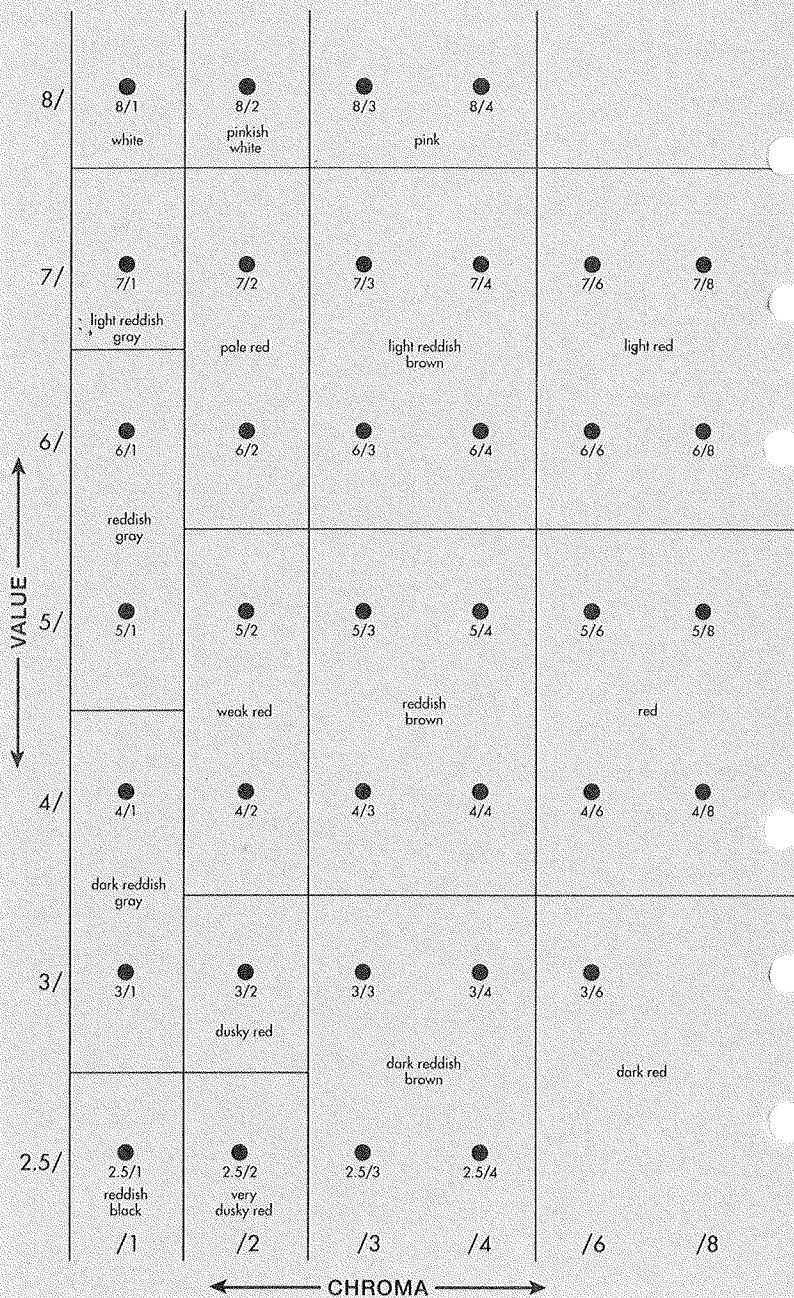 8/
8/1 8/2 8/3 8/4
white pinkish white pink
7/
7/1 7/2 7/3 7/4 7/6 7/8
light reddish gray pale red light reddish brown light red
6/
6/1 6/2 6/3 6/4 6/6 6/8
reddish gray
VALUE
5/
5/1 5/2 5/3 5/4 5/6 5/8
weak red reddish brown red
4/
4/1 4/2 4/3 4/4 4/6 4/8
dark reddish gray
3/
3/1 3/2 3/3 3/4 3/6
dusky red dark reddish brown dark red
2.5/
2.5/1 2.5/2 2.5/3 2.5/4
reddish black very dusky red
/1 /2 /3 /4 /6 /8
CHROMA